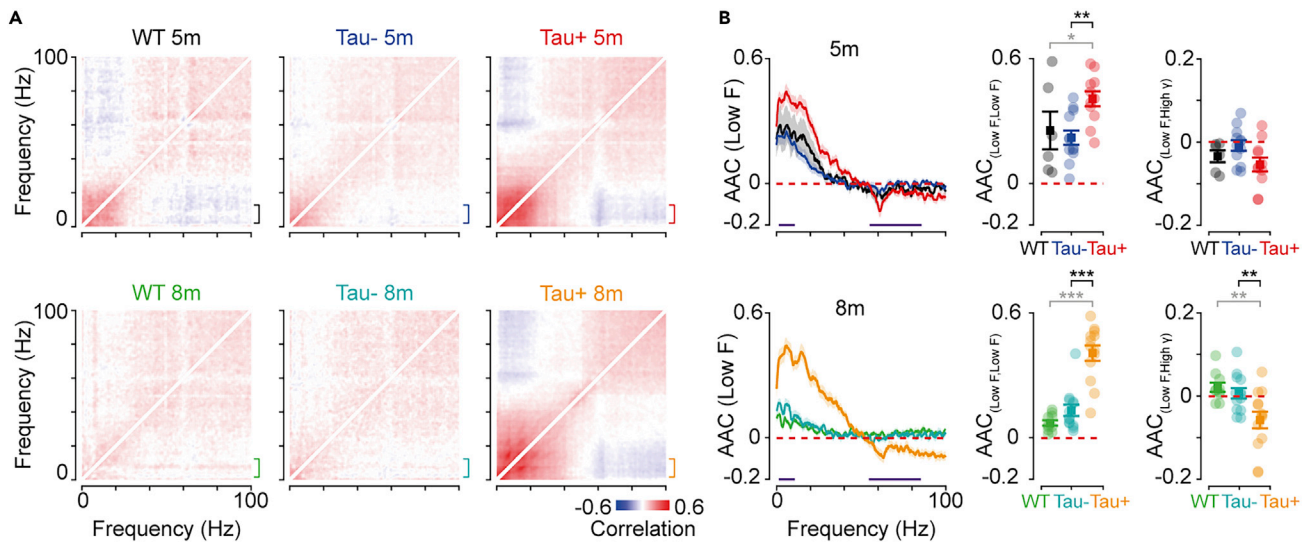 A
WT 5m
Tau- 5m
Tau+ 5m
100
Frequency (Hz)
0
WT 8m
Tau- 8m
Tau+ 8m
100
Frequency (Hz)
0
0
100
Frequency (Hz)
-0.6
0.6
Correlation
B
5m
0.6
AAC (Low F)
0
-0.2
**
*
0.6
AAC(Low F,Low F)
0
-0.2
WT Tau- Tau+
0.2
AAC(Low F,High γ)
0
-0.2
WT Tau- Tau+
8m
0.6
AAC (Low F)
0
-0.2
0
100
Frequency (Hz)
***
***
0.6
AAC(Low F,Low F)
0
-0.2
WT Tau- Tau+
**
**
0.2
AAC(Low F,High γ)
0
-0.2
WT Tau- Tau+